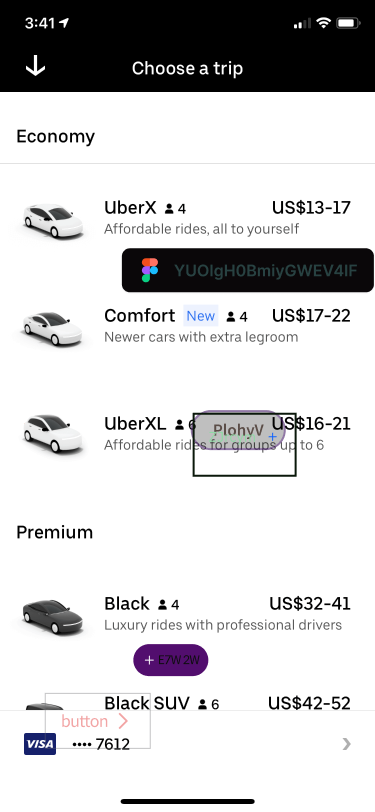 3:41
Choose a trip
Economy
UberX 4 US$13-17
Affordable rides, all to yourself
YUOIgH0BmiyGWEV4IF
Comfort New 4 US$17-22
Newer cars with extra legroom
UberXL 6 US$16-21
PlohyV
Affordable rides for groups up to 6
Premium
Black 4 US$32-41
Luxury rides with professional drivers
+ E7W 2W
Black SUV 6 US$42-52
button
VISA •••• 7612